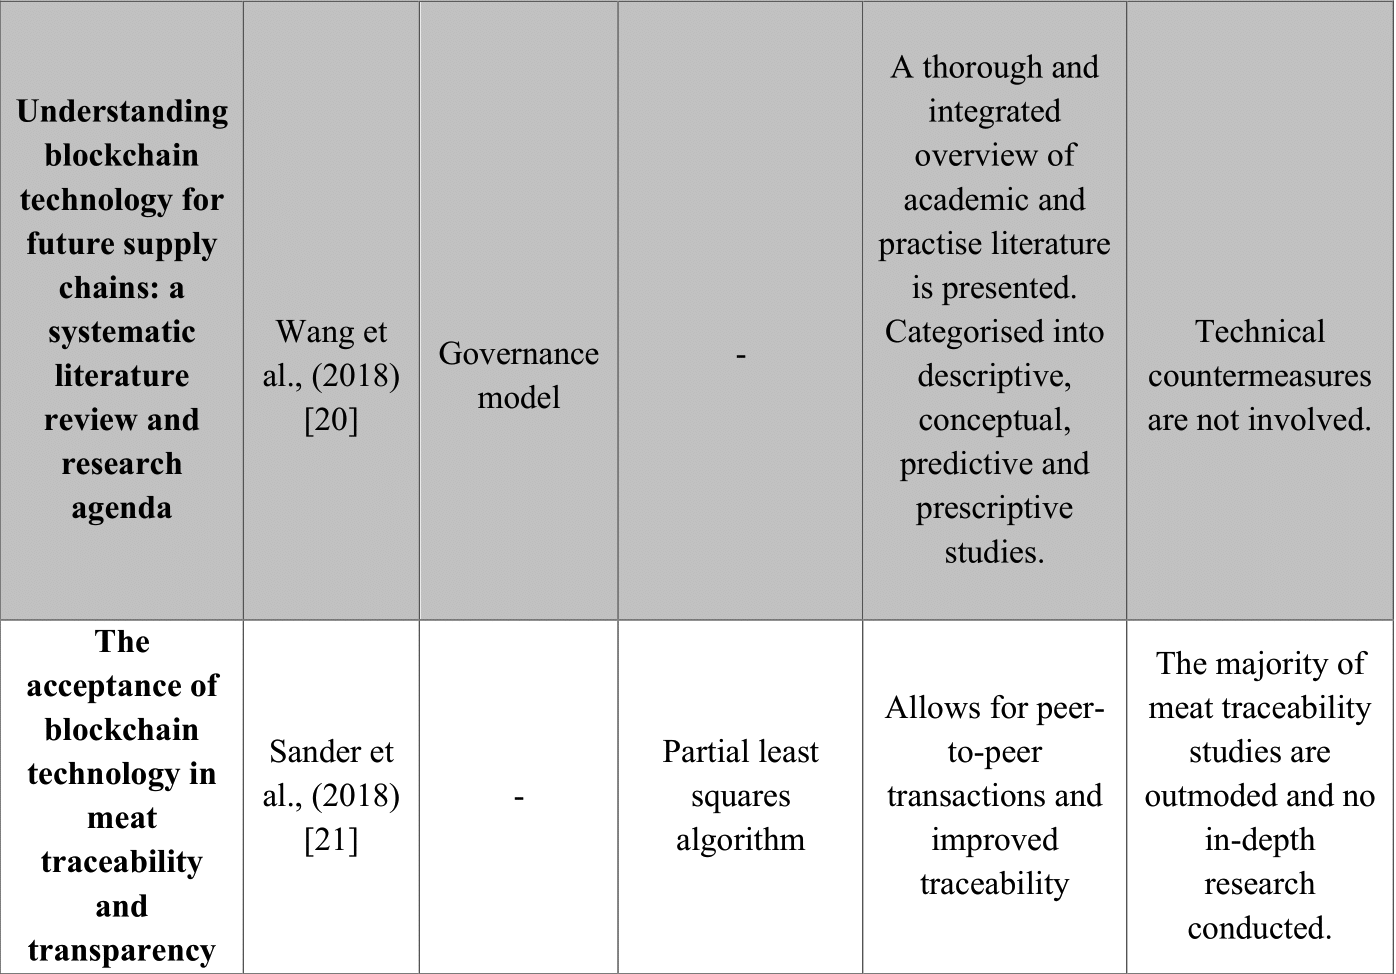 Understanding
blockchain
technology for
future supply
chains: a
systematic
literature
review and
research
agenda
Wang et
al., (2018)
[20]
Governance
model
-
A thorough and
integrated
overview of
academic and
practise literature
is presented.
Categorised into
descriptive,
conceptual,
predictive and
prescriptive
studies.
Technical
countermeasures
are not involved.
The
acceptance of
blockchain
technology in
meat
traceability
and
transparency
Sander et
al., (2018)
[21]
-
Partial least
squares
algorithm
Allows for peer-
to-peer
transactions and
improved
traceability
The majority of
meat traceability
studies are
outmoded and no
in-depth
research
conducted.